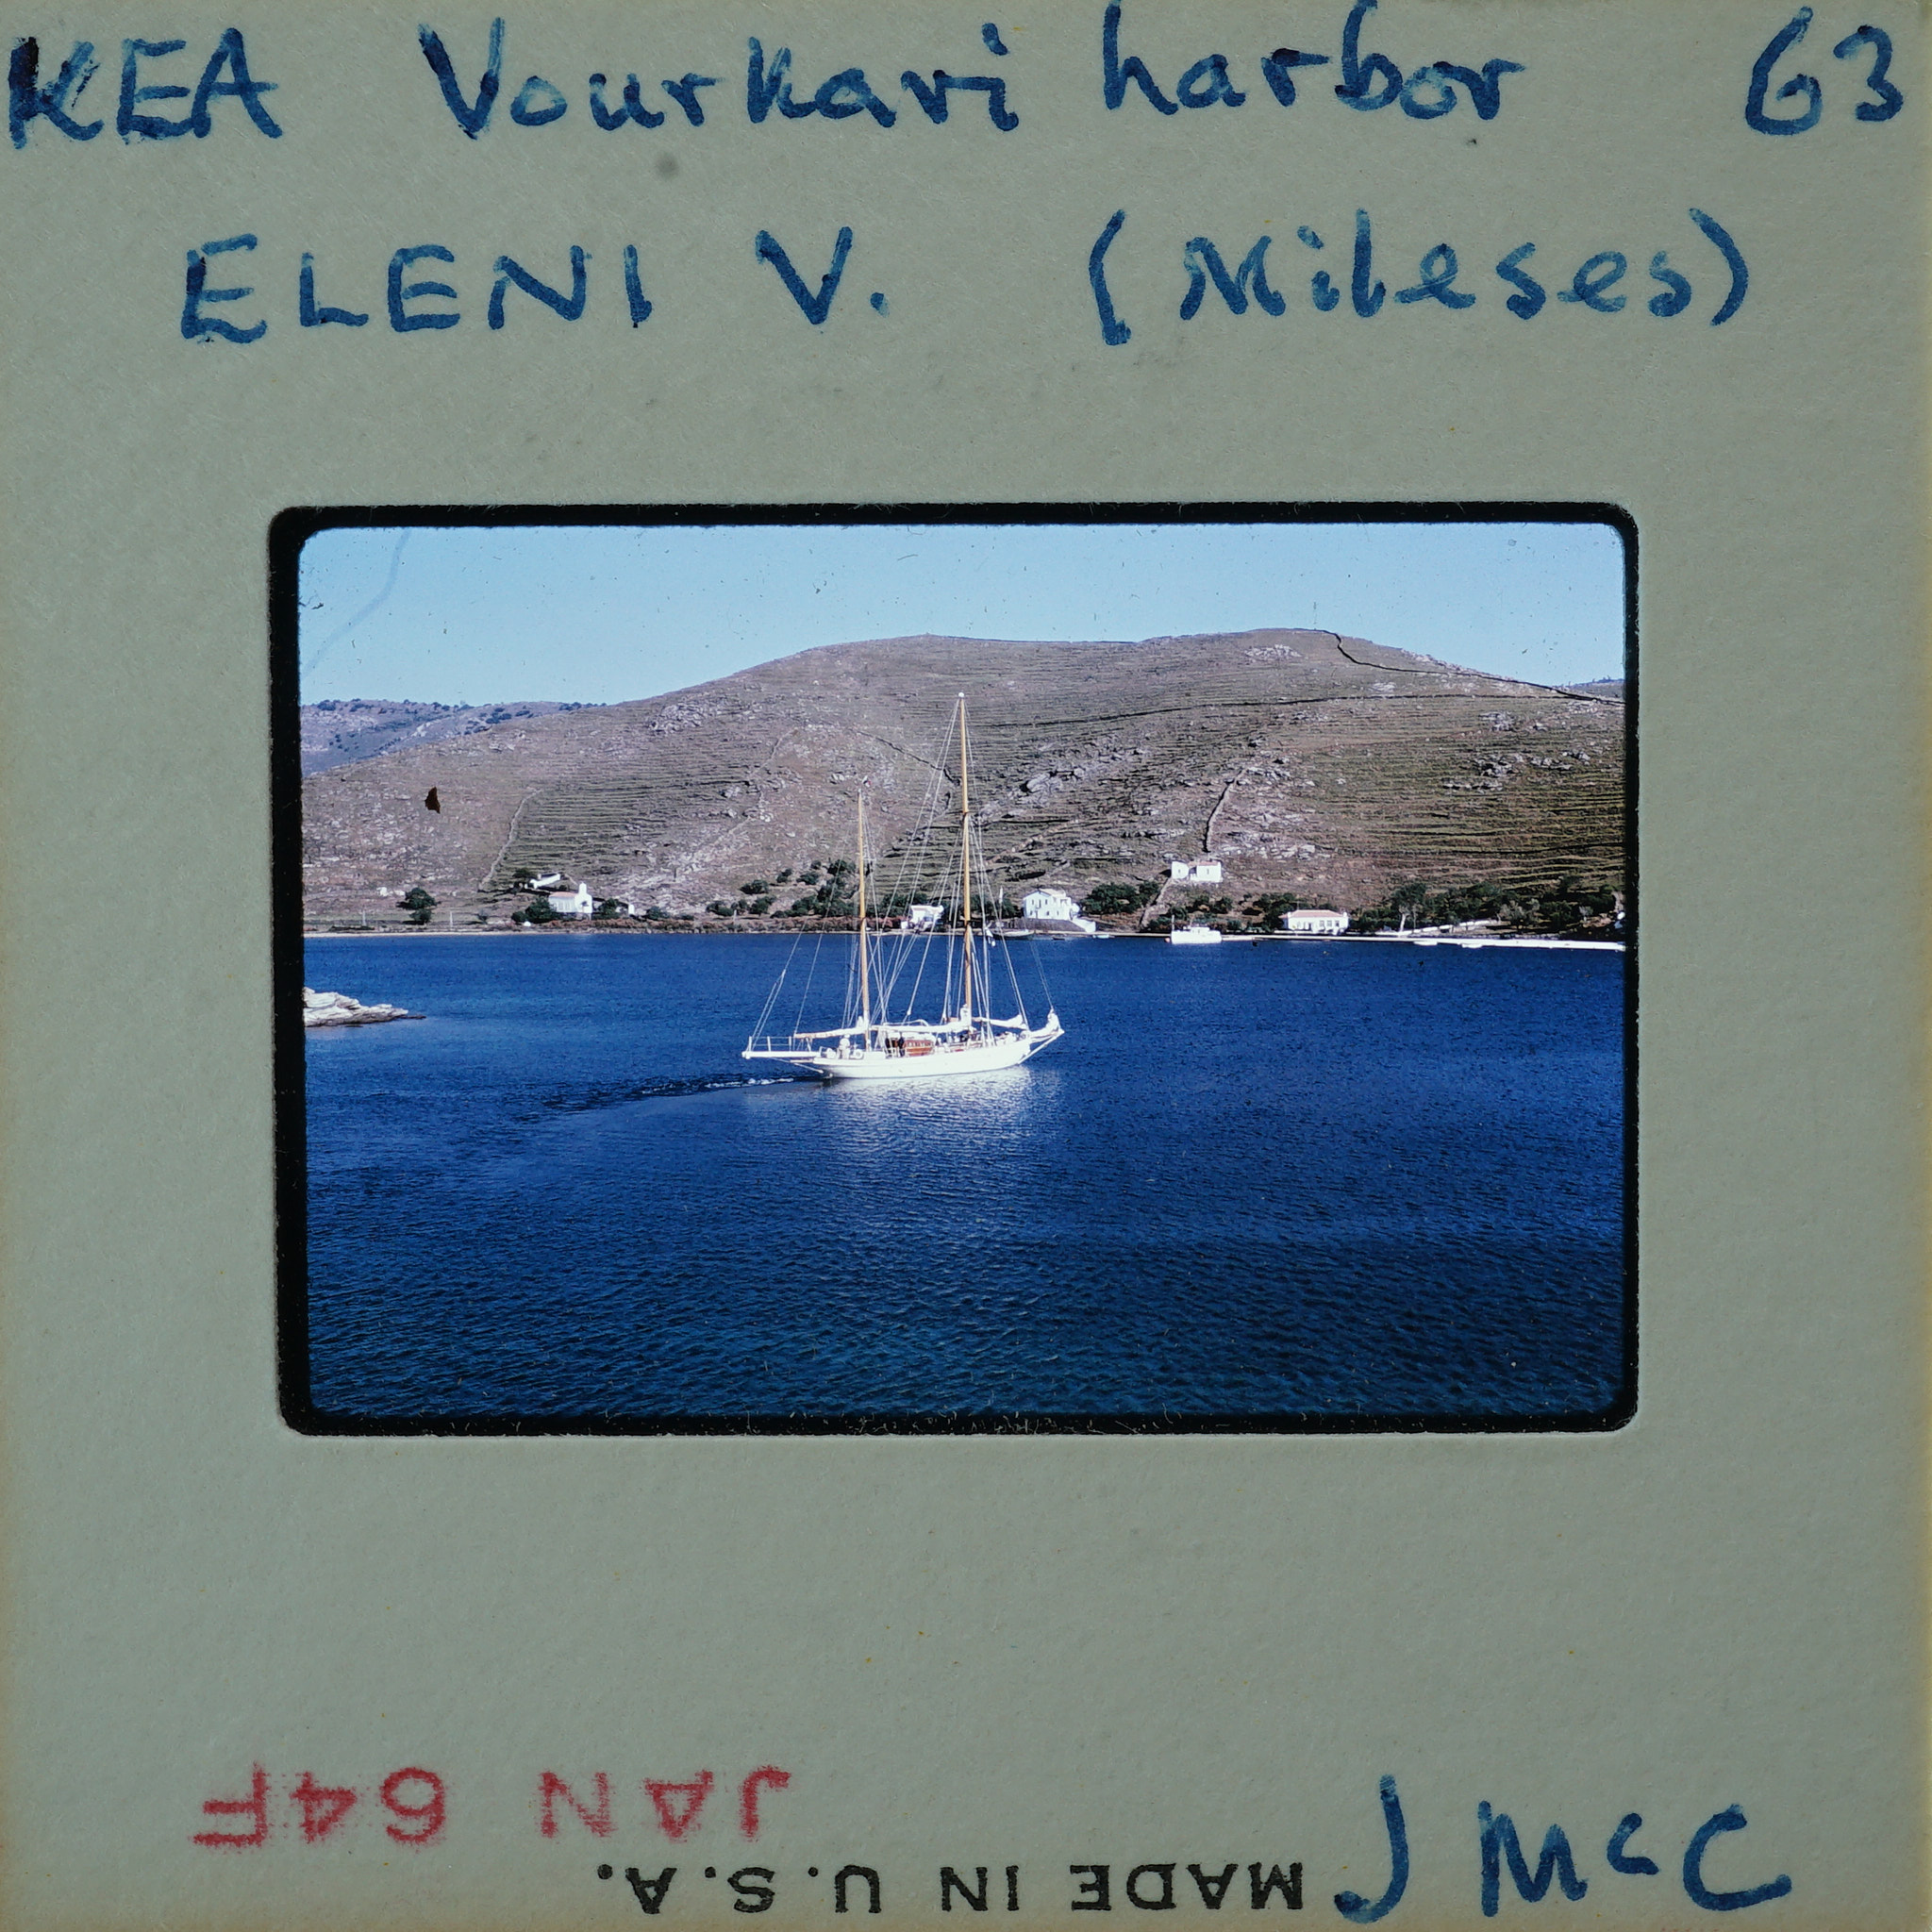 KEA Vourkari harbor 63
ELENI V. (Mileses)
JAN 64F
MADE IN U.S.A.
J McC